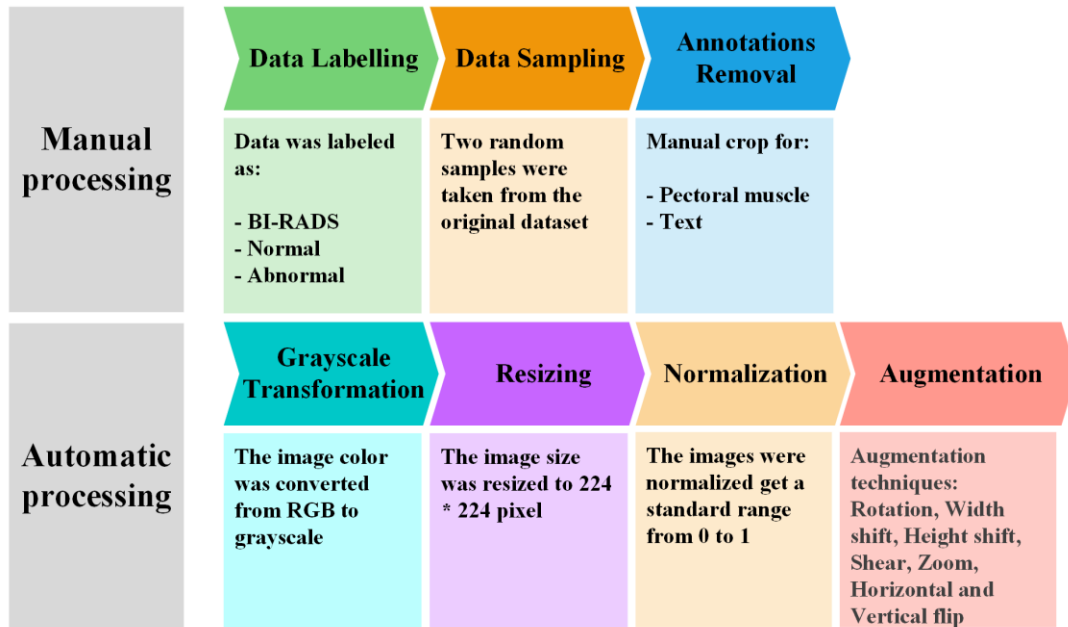 Manual
processing
Data Labelling
Data was labeled
as:
- BI-RADS
- Normal
- Abnormal
Data Sampling
Two random
samples were
taken from the
original dataset
Annotations
Removal
Manual crop for:
- Pectoral muscle
- Text
Automatic
processing
Grayscale
Transformation
The image color
was converted
from RGB to
grayscale
Resizing
The image size
was resized to 224
* 224 pixel
Normalization
The images were
normalized get a
standard range
from 0 to 1
Augmentation
Augmentation
techniques:
Rotation, Width
shift, Height shift,
Shear, Zoom,
Horizontal and
Vertical flip